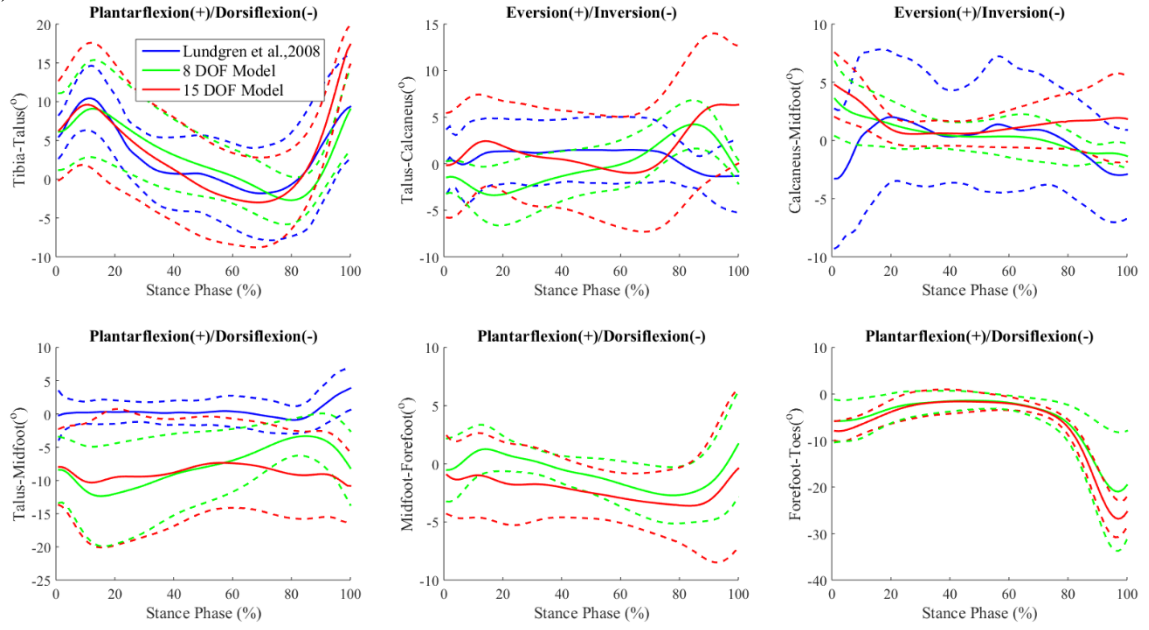 )
Plantarflexion(+)/Dorsiflexion(-)
Tibia-Talus(°)
20
15
10
5
0
-5
-10
Lundgren et al.,2008
8 DOF Model
15 DOF Model
0 20 40 60 80 100
Stance Phase (%)
Eversion(+)/Inversion(-)
Talus-Calcaneus(°)
15
10
5
0
-5
-10
0 20 40 60 80 100
Stance Phase (%)
Eversion(+)/Inversion(-)
Calcaneus-Midfoot(°)
10
5
0
-5
-10
0 20 40 60 80 100
Stance Phase (%)
Plantarflexion(+)/Dorsiflexion(-)
Talus-Midfoot(°)
10
5
0
-5
-10
-15
-20
-25
0 20 40 60 80 100
Stance Phase (%)
Plantarflexion(+)/Dorsiflexion(-)
Midfoot-Forefoot(°)
10
5
0
-5
-10
0 20 40 60 80 100
Stance Phase (%)
Plantarflexion(+)/Dorsiflexion(-)
Forefoot-Toes(°)
10
0
-10
-20
-30
-40
0 20 40 60 80 100
Stance Phase (%)